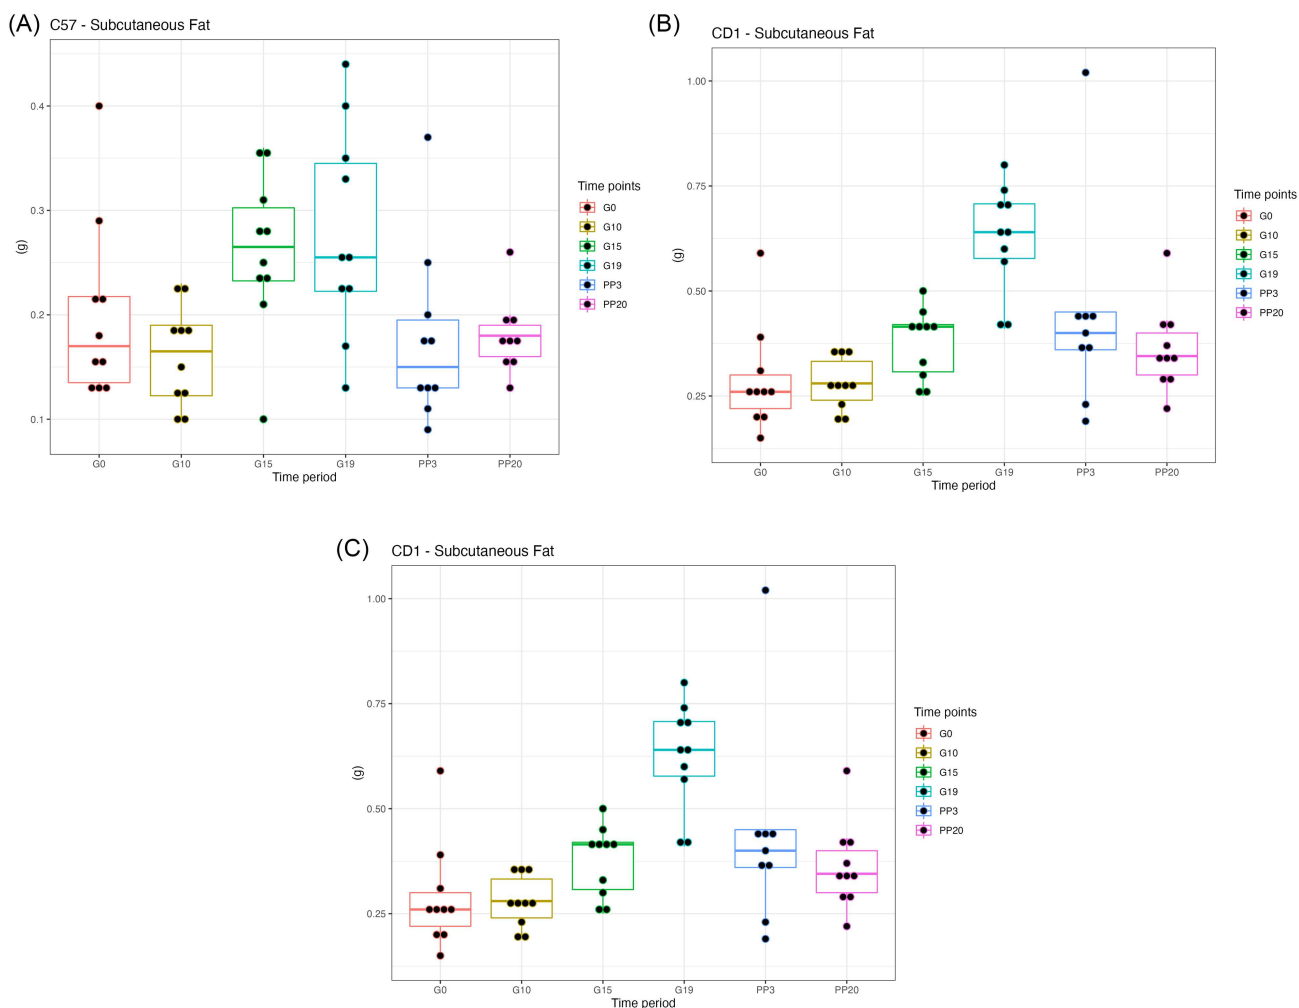 (A) C57 - Subcutaneous Fat
0.4
0.3
0.2
0.1
(g)
G0 G10 G15 G19 PP3 PP20
Time period
Time points
G0
G10
G15
G19
PP3
PP20
(B) CD1 - Subcutaneous Fat
1.00
0.75
0.50
0.25
(g)
G0 G10 G15 G19 PP3 PP20
Time period
Time points
G0
G10
G15
G19
PP3
PP20
(C) CD1 - Subcutaneous Fat
1.00
0.75
0.50
0.25
(g)
G0 G10 G15 G19 PP3 PP20
Time period
Time points
G0
G10
G15
G19
PP3
PP20